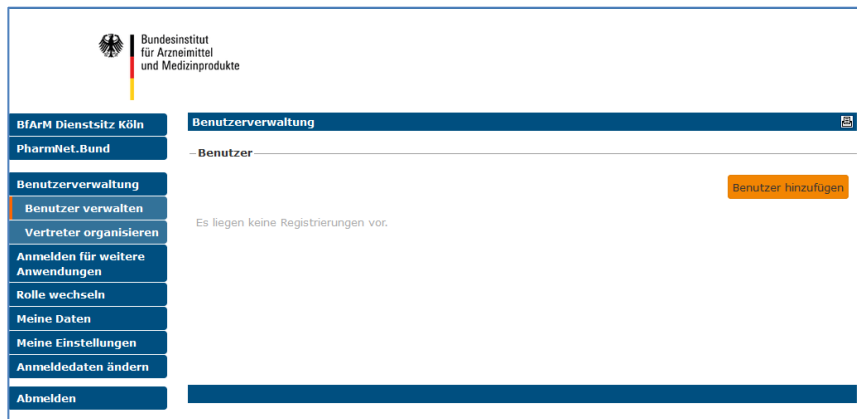 Bundesinstitut
für Arzneimittel
und Medizinprodukte
BfArM Dienstsitz Köln
PharmNet.Bund
Benutzerverwaltung
Benutzer verwalten
Vertreter organisieren
Anmelden für weitere
Anwendungen
Rolle wechseln
Meine Daten
Meine Einstellungen
Anmeldedaten ändern
Abmelden
Benutzerverwaltung
Benutzer
Benutzer hinzufügen
Es liegen keine Registrierungen vor.